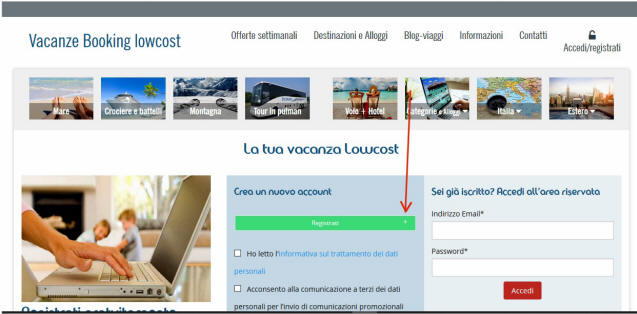 Vacanze Booking lowcost
Offerte settimanali
Destinazioni e Alloggi
Blog-viaggi
Informazioni
Contatti
Accedi/registrati
Mare
Crociere e battelli
Montagna
Tour in pullman
Volo + Hotel
Categorie e Alloggi
Italia
Estero
La tua vacanza Lowcost
Crea un nuovo account
Registrati +
Ho letto l'informativa sul trattamento dei dati
personali
Acconsento alla comunicazione a terzi dei dati
personali per l'invio di comunicazioni promozionali
Sei già iscritto? Accedi all'area riservata
Indirizzo Email*
Password*
Accedi
Registrati gratuitamente